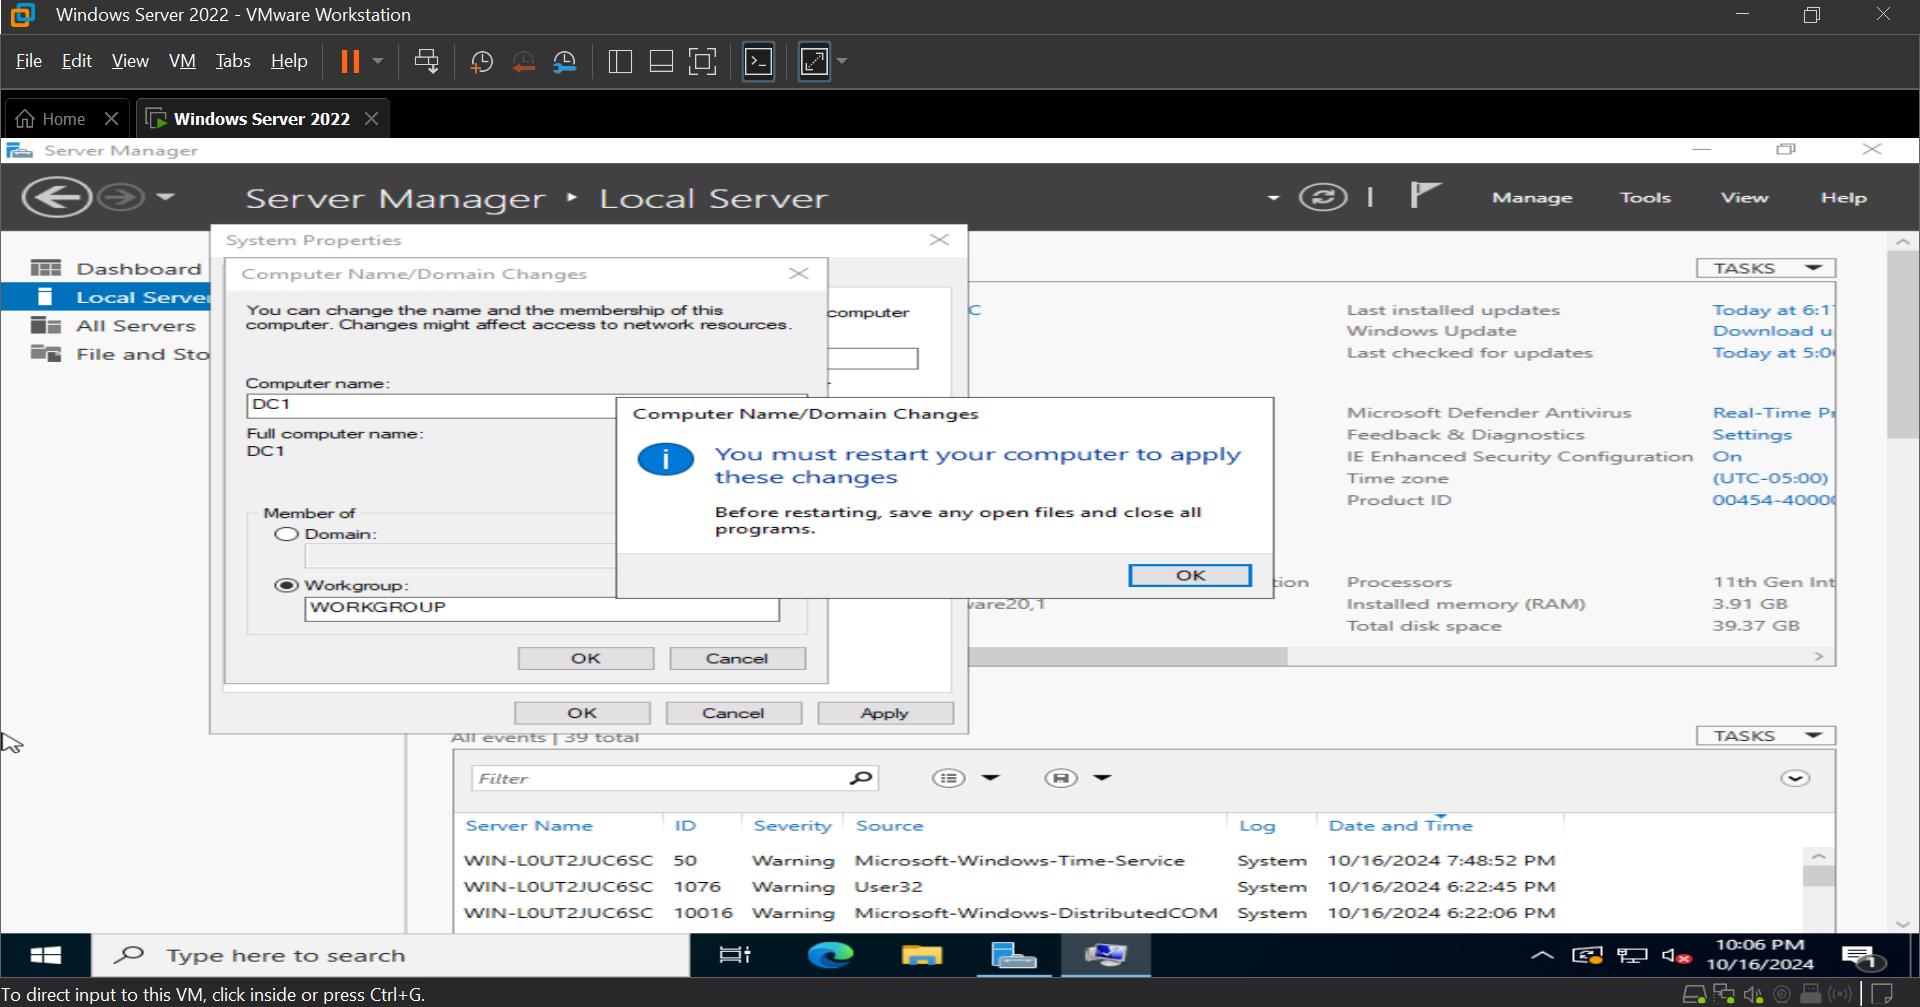 Windows Server 2022 - VMware Workstation
File Edit View VM Tabs Help
Home
Windows Server 2022
Server Manager
Server Manager Local Server
Manage Tools View Help
Dashboard
Local Server
All Servers
File and Sto
System Properties
Computer Name/Domain Changes
You can change the name and the membership of this
computer. Changes might affect access to network resources.
computer
Computer name:
DC1
Full computer name:
DC1
Member of
Domain:
Workgroup:
WORKGROUP
OK Cancel
OK Cancel Apply
Computer Name/Domain Changes
You must restart your computer to apply
these changes
Before restarting, save any open files and close all
programs.
OK
TASKS
C
Last installed updates Today at 6:1
Windows Update Download u
Last checked for updates Today at 5:0
Microsoft Defender Antivirus Real-Time Pr
Feedback & Diagnostics Settings
IE Enhanced Security Configuration On
Time zone (UTC-05:00)
Product ID 00454-4000
tion Processors 11th Gen Int
ware20,1 Installed memory (RAM) 3.91 GB
Total disk space 39.37 GB
All events | 39 total
TASKS
Filter
Server Name ID Severity Source Log Date and Time
WIN-L0UT2JUC6SC 50 Warning Microsoft-Windows-Time-Service System 10/16/2024 7:48:52 PM
WIN-L0UT2JUC6SC 1076 Warning User32 System 10/16/2024 6:22:45 PM
WIN-L0UT2JUC6SC 10016 Warning Microsoft-Windows-DistributedCOM System 10/16/2024 6:22:06 PM
Type here to search
10:06 PM
10/16/2024
1
To direct input to this VM, click inside or press Ctrl+G.